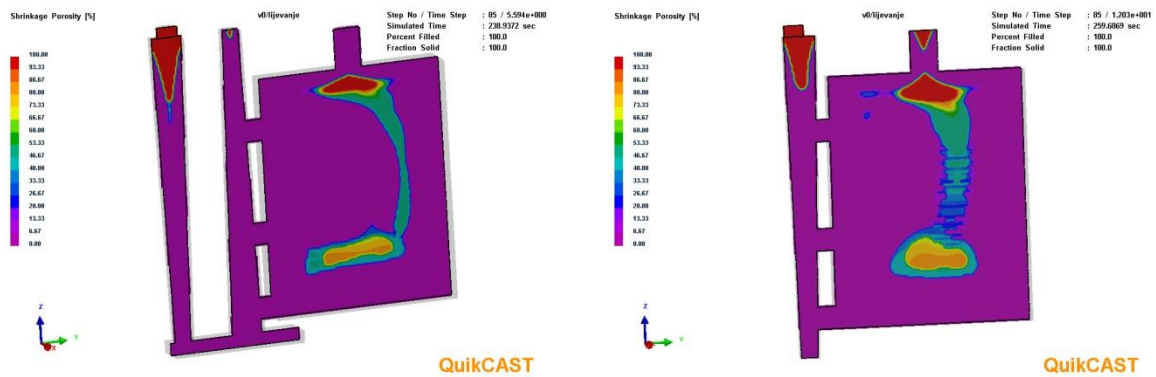 Shrinkage Porosity [%]
v0/lijevanje
Step No / Time Step : 85 / 5.594e+000
Simulated Time : 238.9372 sec
Percent Filled : 100.0
Fraction Solid : 100.0
100.00
93.33
86.67
80.00
73.33
66.67
60.00
53.33
46.67
40.00
33.33
26.67
20.00
13.33
6.67
0.00
Z
Y
X
QuikCAST
Shrinkage Porosity [%]
v0/lijevanje
Step No / Time Step : 85 / 1.203e+001
Simulated Time : 259.6069 sec
Percent Filled : 100.0
Fraction Solid : 100.0
100.00
93.33
86.67
80.00
73.33
66.67
60.00
53.33
46.67
40.00
33.33
26.67
20.00
13.33
6.67
0.00
Z
Y
QuikCAST